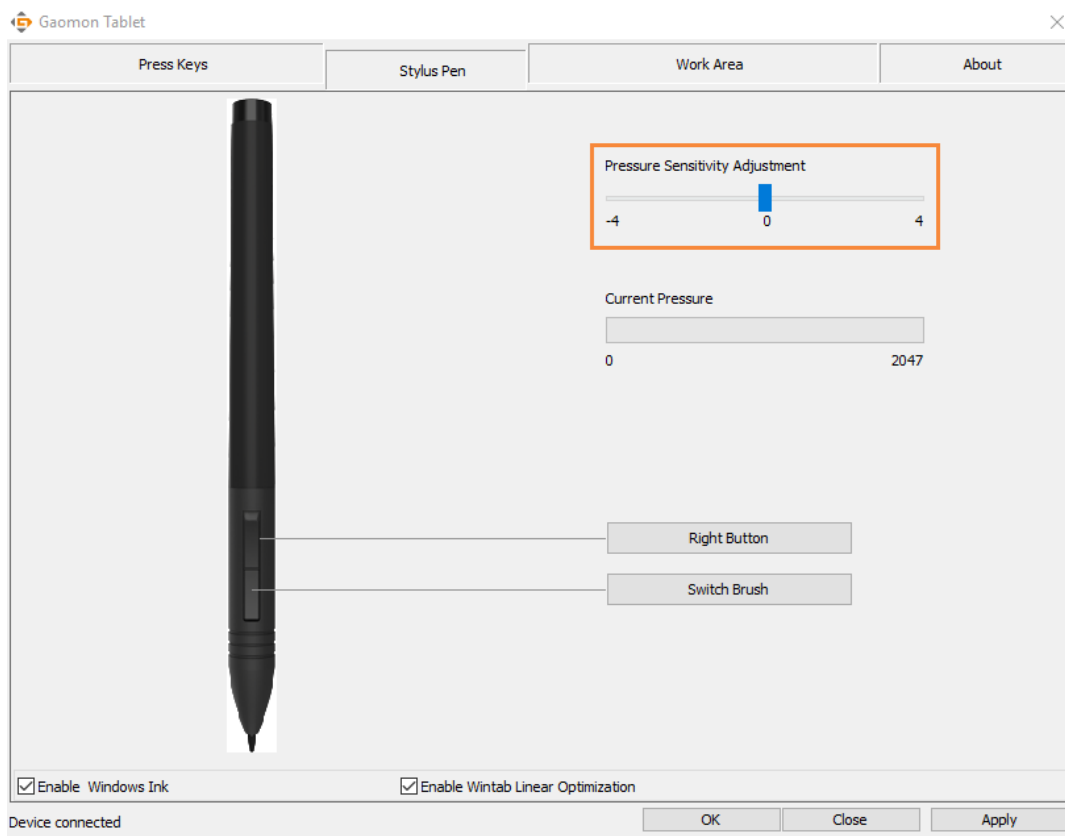 Gaomon Tablet
Press Keys
Stylus Pen
Work Area
About
Pressure Sensitivity Adjustment
-4 0 4
Current Pressure
0 2047
Right Button
Switch Brush
Enable Windows Ink
Enable Wintab Linear Optimization
Device connected
OK
Close
Apply